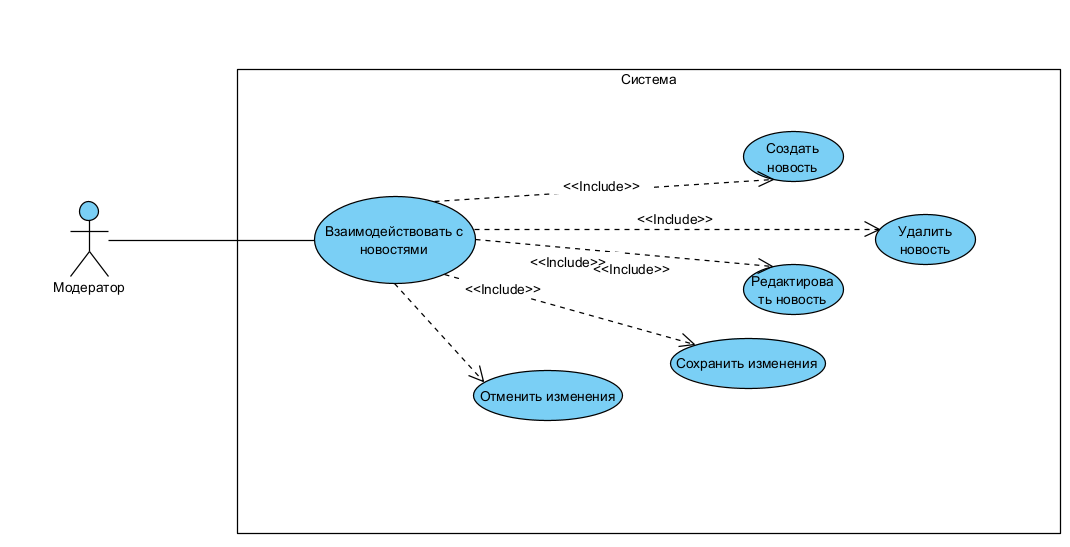 Система
Создать
новость
<<Include>>
<<Include>>
Взаимодействовать с
новостями
Удалить
новость
<<Include>>
<<Include>>
Редактирова
ть новость
<<Include>>
Модератор
Сохранить изменения
Отменить изменения